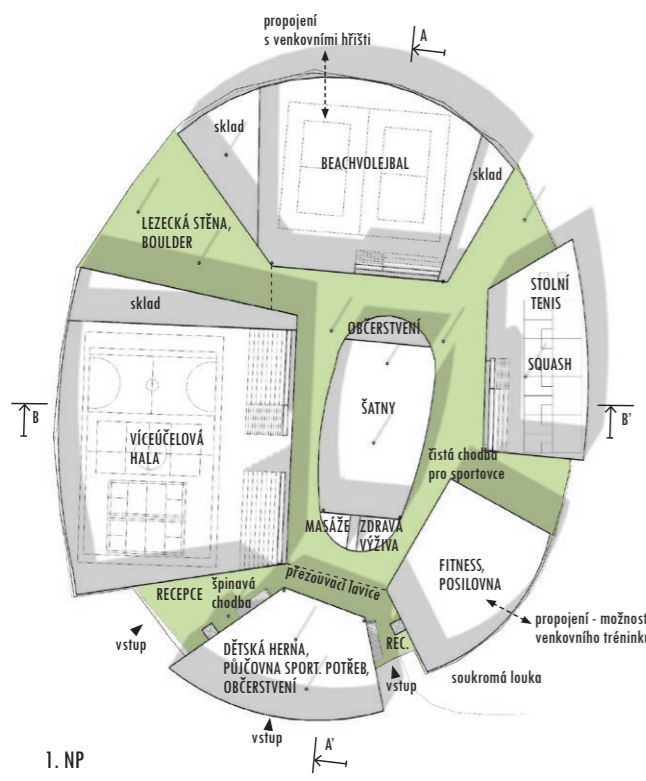 propojení
s venkovními hřišti
A
sklad
BEACHVOLEJBAL
sklad
LEZECKÁ STĚNA,
BOULDER
STOLNÍ
TENIS
sklad
OBČERSTVENÍ
SQUASH
ŠATNY
B
B'
VÍCEÚČELOVÁ
HALA
čistá chodba
pro sportovce
MASÁŽE
ZDRAVÁ
VÝŽIVA
FITNESS,
POSILOVNA
přezouvací lavice
RECEPCE
špinavá
chodba
propojení - možnost
venkovního tréninku
vstup
DĚTSKÁ HERNA,
PŮJČOVNA SPORT. POTŘEB,
OBČERSTVENÍ
REC.
soukromá louka
vstup
vstup
A'
1. NP